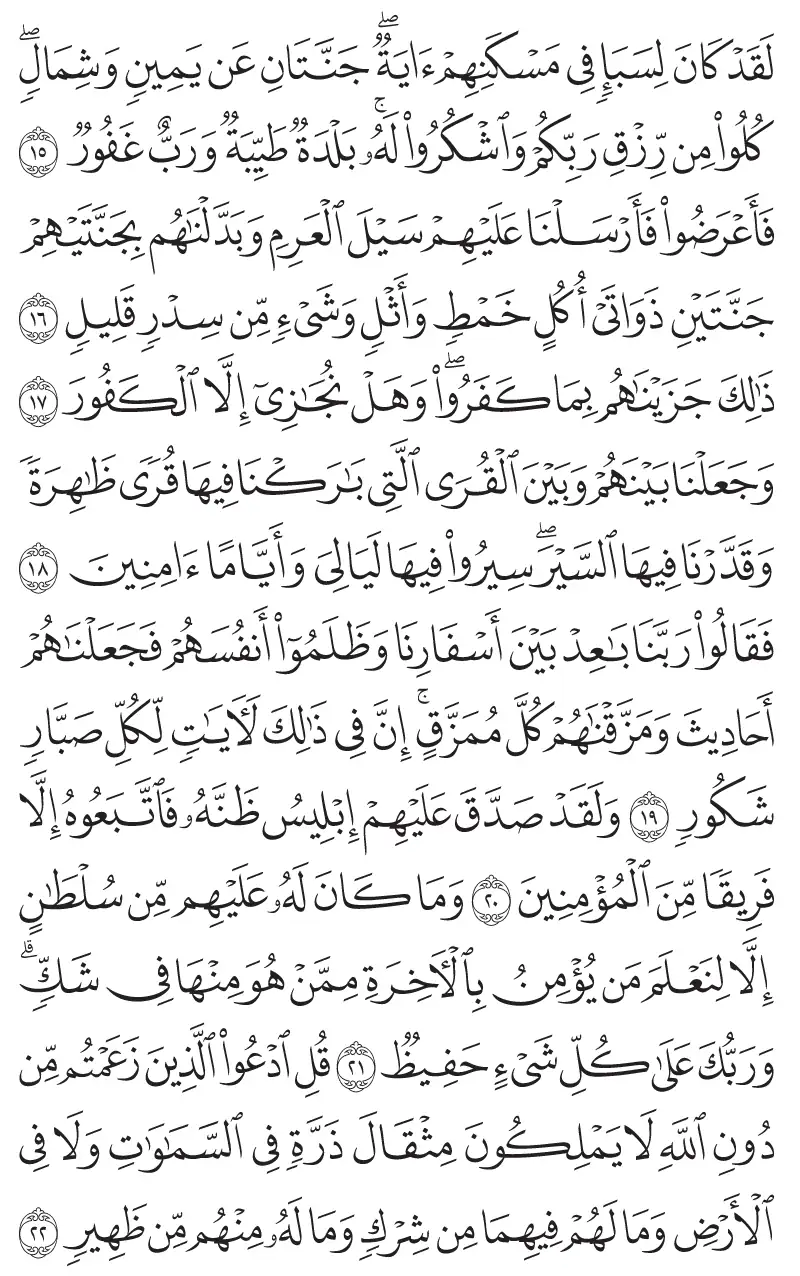 لَقَدۡ كَانَ لِسَبَإٖ فِي مَسۡكَنِهِمۡ ءَايَةٞۖ جَنَّتَانِ عَن يَمِينٖ وَشِمَالٖۖ
كُلُواْ مِن رِّزۡقِ رَبِّكُمۡ وَٱشۡكُرُواْ لَهُۥۚ بَلۡدَةٞ طَيِّبَةٞ وَرَبٌّ غَفُورٞ ١٥
فَأَعۡرَضُواْ فَأَرۡسَلۡنَا عَلَيۡهِمۡ سَيۡلَ ٱلۡعَرِمِ وَبَدَّلۡنَٰهُم بِجَنَّتَيۡهِمۡ
جَنَّتَيۡنِ ذَوَاتَيۡ أُكُلٍ خَمۡطٖ وَأَثۡلٖ وَشَيۡءٖ مِّن سِدۡرٖ قَلِيلٖ ١٦
ذَٰلِكَ جَزَيۡنَٰهُم بِمَا كَفَرُواْۖ وَهَلۡ نُجَٰزِيٓ إِلَّا ٱلۡكَفُورَ ١٧
وَجَعَلۡنَا بَيۡنَهُمۡ وَبَيۡنَ ٱلۡقُرَى ٱلَّتِي بَٰرَكۡنَا فِيهَا قُرٗى ظَٰهِرَةٗ
وَقَدَّرۡنَا فِيهَا ٱلسَّيۡرَۖ سِيرُواْ فِيهَا لَيَالِيَ وَأَيَّامًا ءَامِنِينَ ١٨
فَقَالُواْ رَبَّنَا بَٰعِدۡ بَيۡنَ أَسۡفَارِنَا وَظَلَمُوٓاْ أَنفُسَهُمۡ فَجَعَلۡنَٰهُمۡ
أَحَادِيثَ وَمَزَّقۡنَٰهُمۡ كُلَّ مُمَزَّقٍۚ إِنَّ فِي ذَٰلِكَ لَأٓيَٰتٖ لِّكُلِّ صَبَّارٖ
شَكُورٖ ١٩ وَلَقَدۡ صَدَّقَ عَلَيۡهِمۡ إِبۡلِيسُ ظَنَّهُۥ فَٱتَّبَعُوهُ إِلَّا
فَرِيقٗا مِّنَ ٱلۡمُؤۡمِنِينَ ٢٠ وَمَا كَانَ لَهُۥ عَلَيۡهِم مِّن سُلۡطَٰنٍ
إِلَّا لِنَعۡلَمَ مَن يُؤۡمِنُ بِٱلۡأٓخِرَةِ مِمَّنۡ هُوَ مِنۡهَا فِي شَكّٖۗ
وَرَبُّكَ عَلَىٰ كُلِّ شَيۡءٍ حَفِيظٞ ٢١ قُلِ ٱدۡعُواْ ٱلَّذِينَ زَعَمۡتُم مِّن
دُونِ ٱللَّهِ لَا يَمۡلِكُونَ مِثۡقَالَ ذَرَّةٖ فِي ٱلسَّمَٰوَٰتِ وَلَا فِي
ٱلۡأَرۡضِ وَمَا لَهُمۡ فِيهِمَا مِن شِرۡكٖ وَمَا لَهُۥ مِنۡهُم مِّن ظَهِيرٖ ٢٢